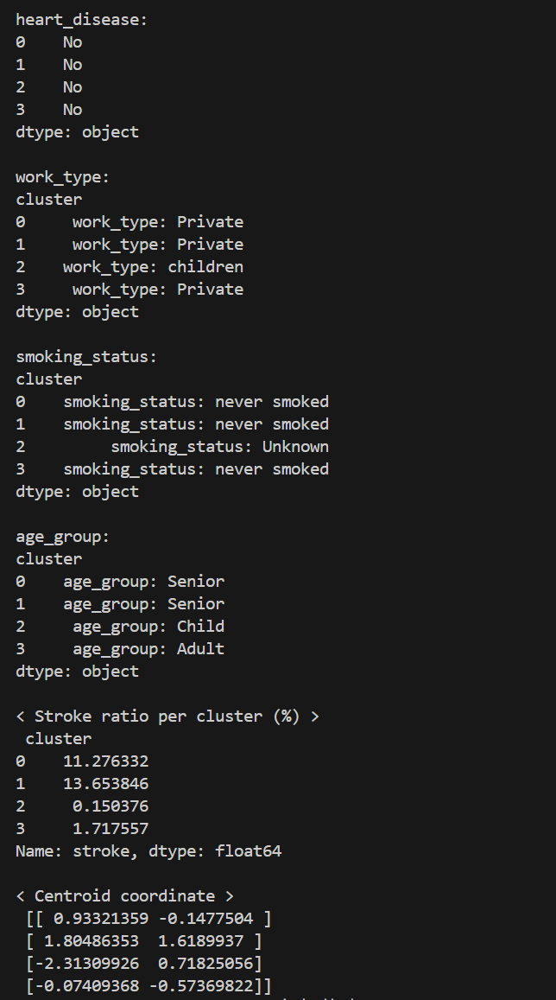 heart_disease:
0    No
1    No
2    No
3    No
dtype: object

work_type:
cluster
0     work_type: Private
1     work_type: Private
2    work_type: children
3     work_type: Private
dtype: object

smoking_status:
cluster
0    smoking_status: never smoked
1    smoking_status: never smoked
2         smoking_status: Unknown
3    smoking_status: never smoked
dtype: object

age_group:
cluster
0    age_group: Senior
1    age_group: Senior
2     age_group: Child
3     age_group: Adult
dtype: object

< Stroke ratio per cluster (%) >
 cluster
0    11.276332
1    13.653846
2     0.150376
3     1.717557
Name: stroke, dtype: float64

< Centroid coordinate >
 [[ 0.93321359 -0.1477504 ]
 [ 1.80486353  1.6189937 ]
 [-2.31309926  0.71825056]
 [-0.07409368 -0.57369822]]